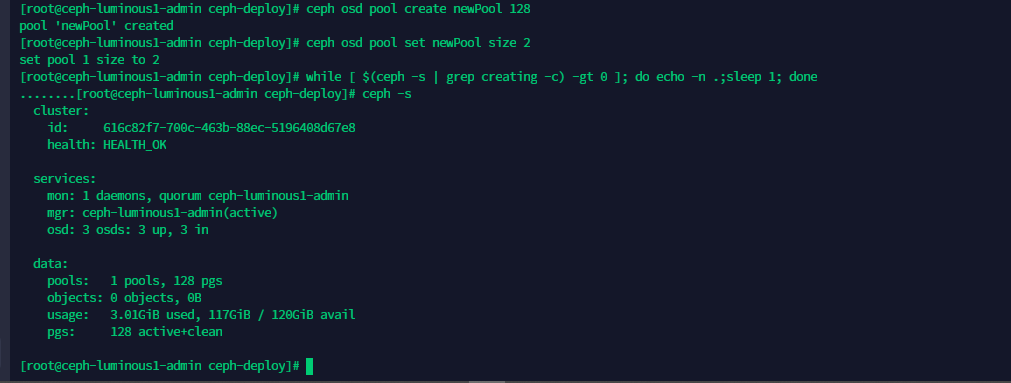 [root@ceph-luminous1-admin ceph-deploy]# ceph osd pool create newPool 128
pool 'newPool' created
[root@ceph-luminous1-admin ceph-deploy]# ceph osd pool set newPool size 2
set pool 1 size to 2
[root@ceph-luminous1-admin ceph-deploy]# while [ $(ceph -s | grep creating -c) -gt 0 ]; do echo -n .;sleep 1; done
........[root@ceph-luminous1-admin ceph-deploy]# ceph -s
  cluster:
    id:     616c82f7-700c-463b-88ec-5196408d67e8
    health: HEALTH_OK

  services:
    mon: 1 daemons, quorum ceph-luminous1-admin
    mgr: ceph-luminous1-admin(active)
    osd: 3 osds: 3 up, 3 in

  data:
    pools:   1 pools, 128 pgs
    objects: 0 objects, 0B
    usage:   3.01GiB used, 117GiB / 120GiB avail
    pgs:     128 active+clean

[root@ceph-luminous1-admin ceph-deploy]#